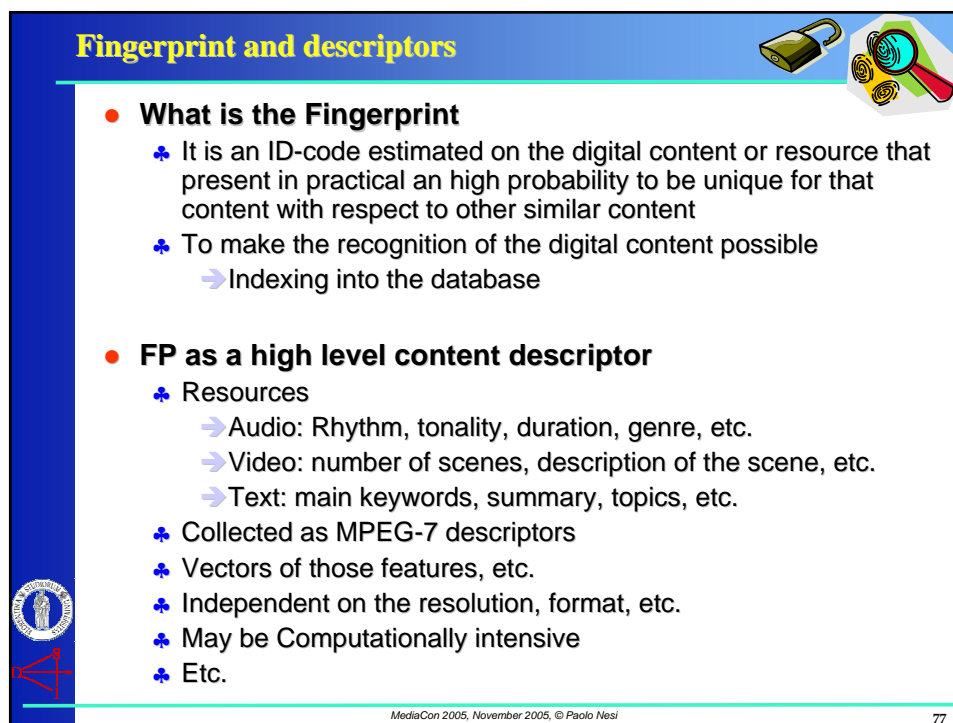 Fingerprint and descriptors
What is the Fingerprint
It is an ID-code estimated on the digital content or resource that
present in practical an high probability to be unique for that
content with respect to other similar content
To make the recognition of the digital content possible
Indexing into the database
FP as a high level content descriptor
Resources
Audio: Rhythm, tonality, duration, genre, etc.
Video: number of scenes, description of the scene, etc.
Text: main keywords, summary, topics, etc.
Collected as MPEG-7 descriptors
Vectors of those features, etc.
Independent on the resolution, format, etc.
May be Computationally intensive
Etc.
MediaCon 2005, November 2005, © Paolo Nesi
77